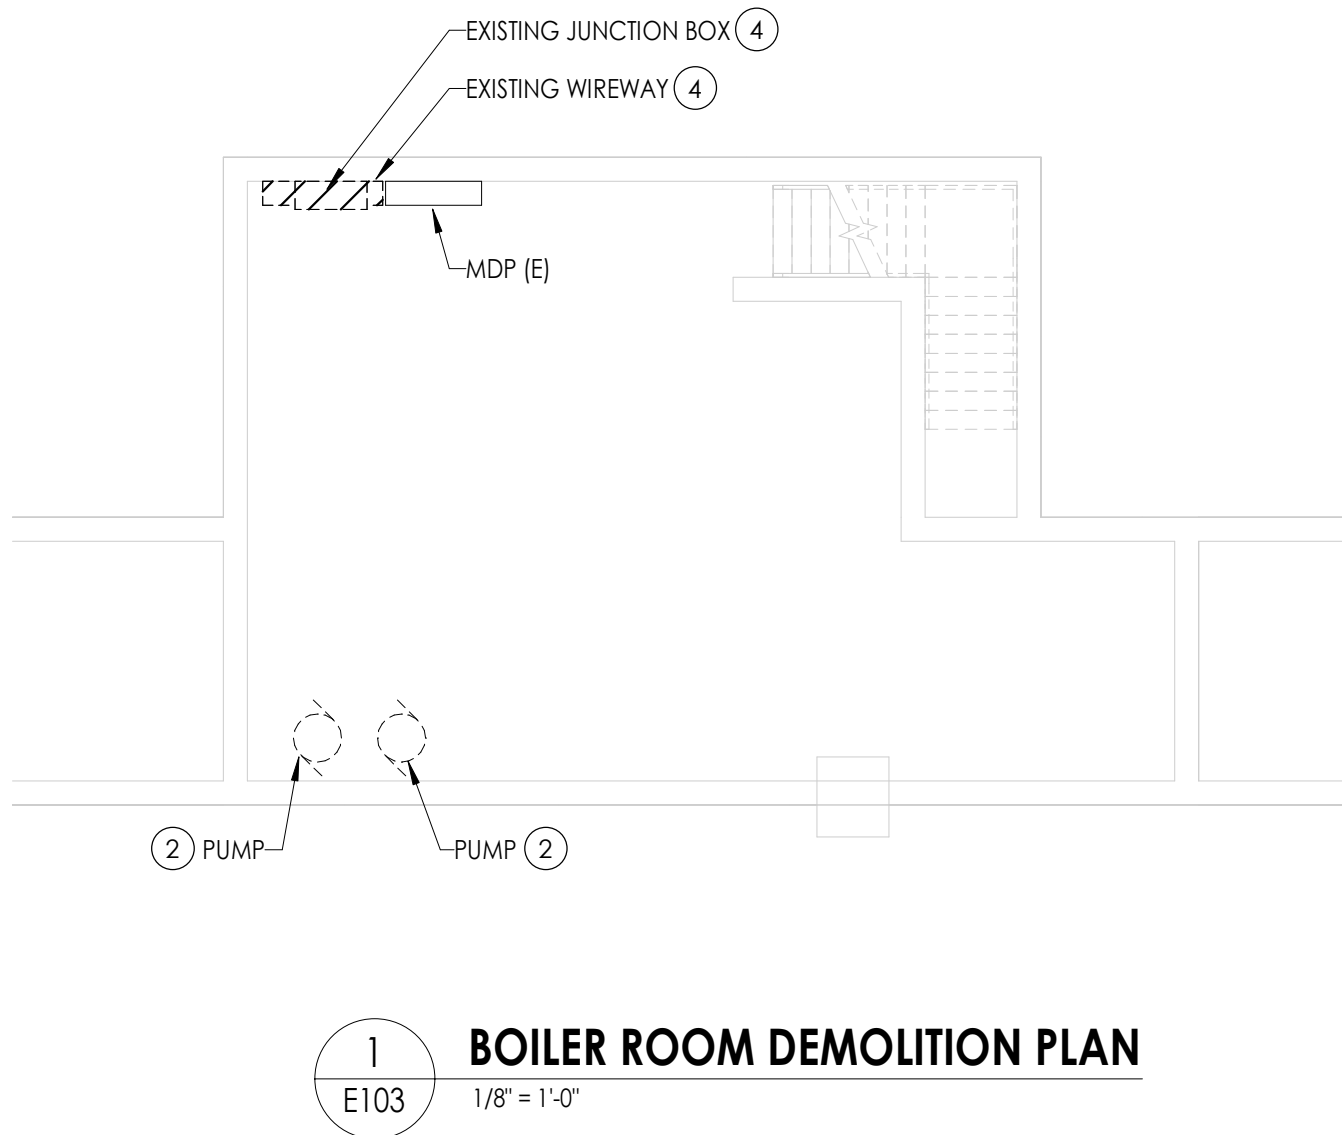 EXISTING JUNCTION BOX 4
EXISTING WIREWAY 4
MDP (E)
2 PUMP
PUMP 2
1
E103
BOILER ROOM DEMOLITION PLAN
1/8" = 1'-0"